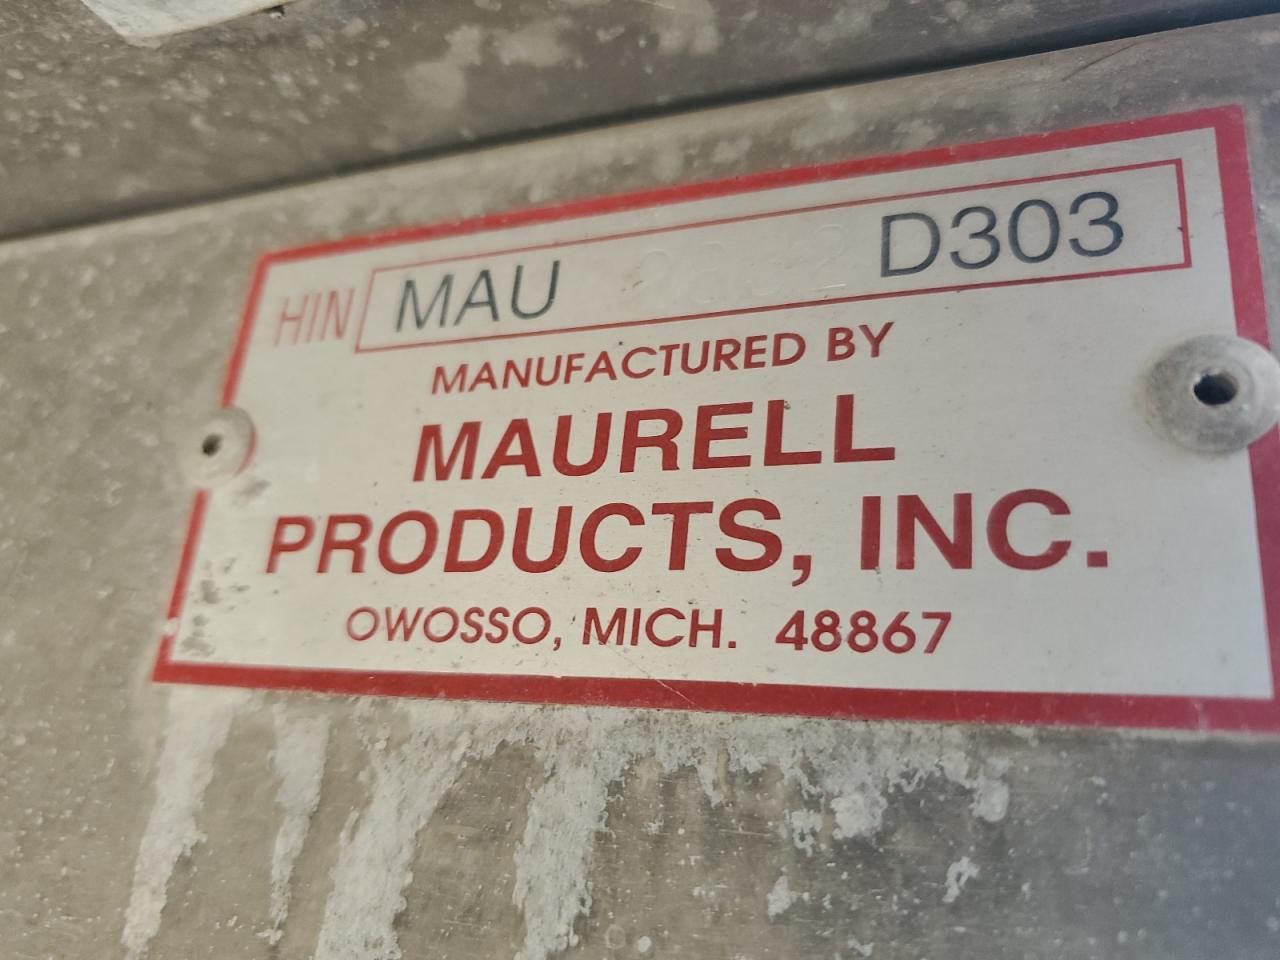 HIN MAU D303
MANUFACTURED BY
MAURELL
PRODUCTS, INC.
OWOSSO, MICH. 48867